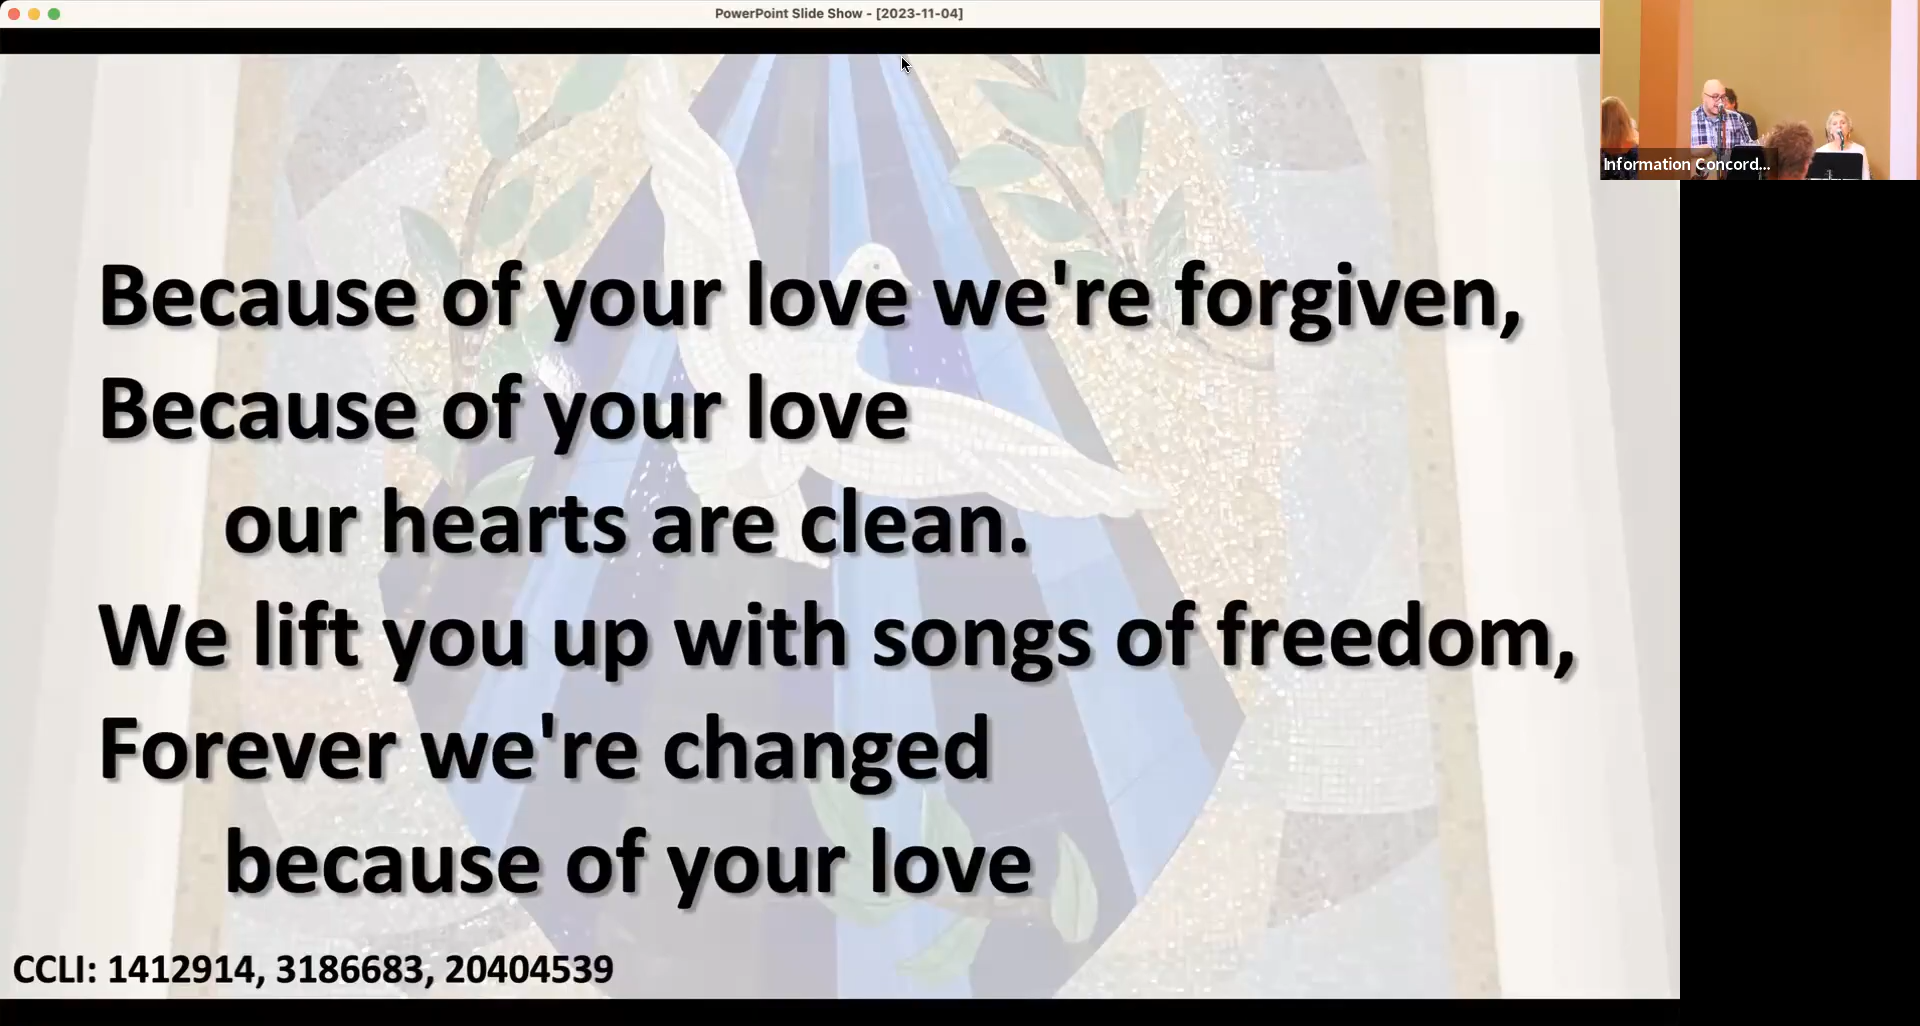 PowerPoint Slide Show - [2023-11-04]
Information Concord...
Because of your love we're forgiven,
Because of your love
our hearts are clean.
We lift you up with songs of freedom,
Forever we're changed
because of your love
CCLI: 1412914, 3186683, 20404539